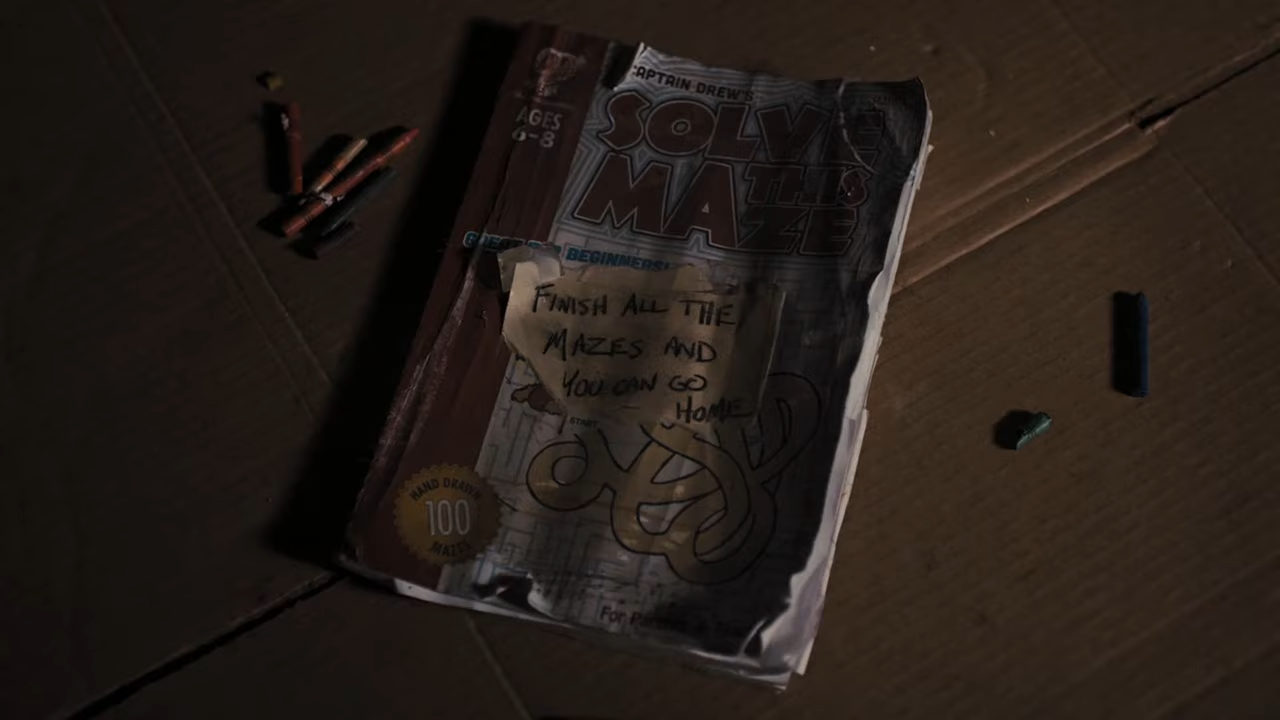 CAPTAIN DREW'S
SOLVE
THIS
MAZE
AGES
6-8
BEGINNERS!
FINISH ALL THE
MAZES AND
YOU CAN GO
HOME
START
HAND DRAWN
100
MAZES
For